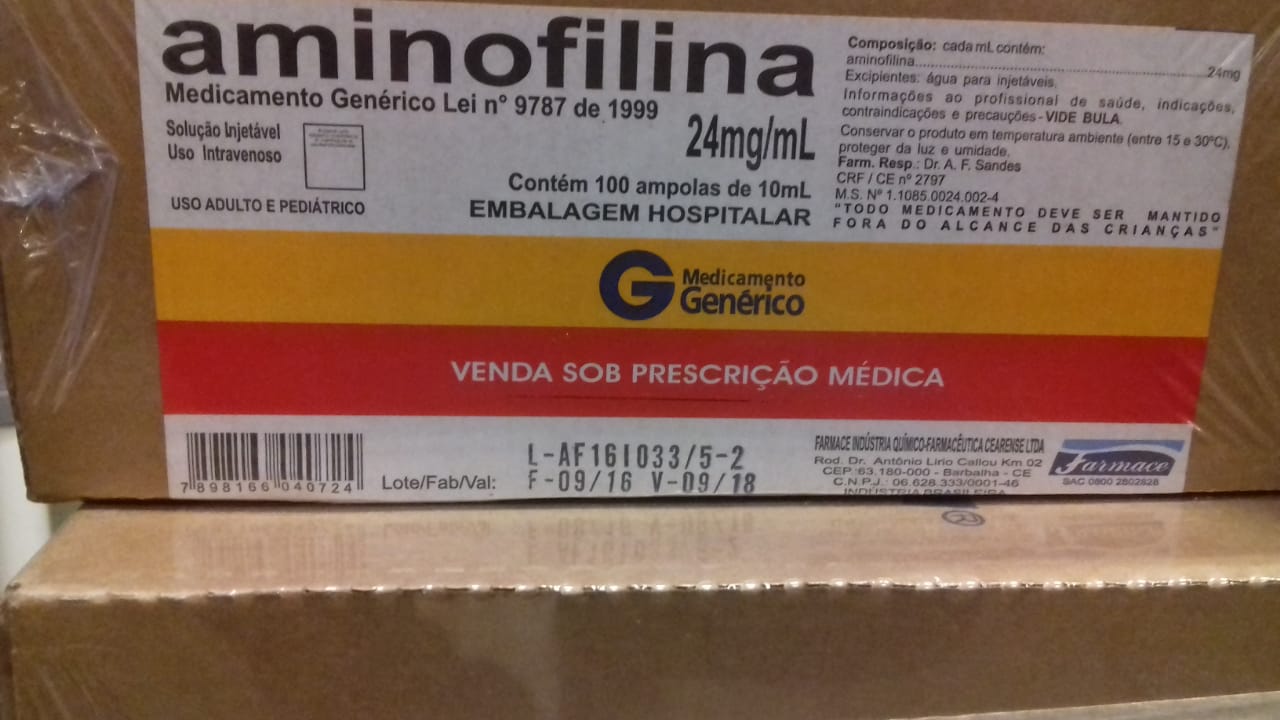 aminofilina
Medicamento Genérico Lei n° 9787 de 1999
Solução Injetável
Uso Intravenoso
24mg/mL
Contém 100 ampolas de 10mL
USO ADULTO E PEDIÁTRICO
EMBALAGEM HOSPITALAR
Composição: cada mL contém:
aminofilina..........................................................24mg
Excipientes: água para injetáveis.
Informações ao profissional de saúde, indicações,
contraindicações e precauções - VIDE BULA.
Conservar o produto em temperatura ambiente (entre 15 e 30ºC),
proteger da luz e umidade.
Farm. Resp.: Dr. A. F. Sandes
CRF / CE nº 2797
M.S. Nº 1.1085.0024.002-4
"TODO MEDICAMENTO DEVE SER MANTIDO
FORA DO ALCANCE DAS CRIANÇAS"
G Medicamento
Genérico
VENDA SOB PRESCRIÇÃO MÉDICA
7 898166 040724
Lote/Fab/Val:
L-AF16I033/5-2
F-09/16 V-09/18
FARMACE INDÚSTRIA QUÍMICO-FARMACÊUTICA CEARENSE LTDA
Rod. Dr. Antônio Lirio Callou Km 02
CEP 63.180-000 - Barbalha - CE
C.N.P.J.: 06.628.333/0001-46
INDÚSTRIA BRASILEIRA
Farmace
SAC 0800 2802828
®